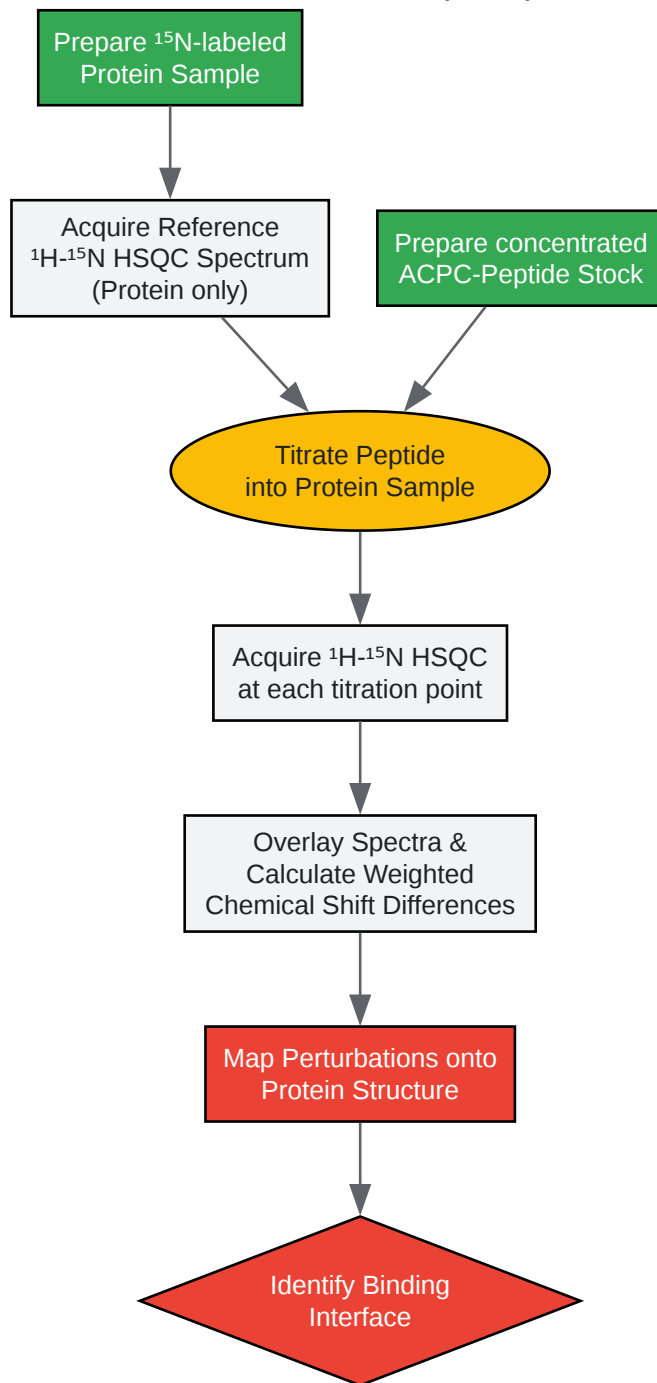 Prepare ¹⁵N-labeled
Protein Sample
Acquire Reference
¹H-¹⁵N HSQC Spectrum
(Protein only)
Prepare concentrated
ACPC-Peptide Stock
Titrate Peptide
into Protein Sample
Acquire ¹H-¹⁵N HSQC
at each titration point
Overlay Spectra &
Calculate Weighted
Chemical Shift Differences
Map Perturbations onto
Protein Structure
Identify Binding
Interface